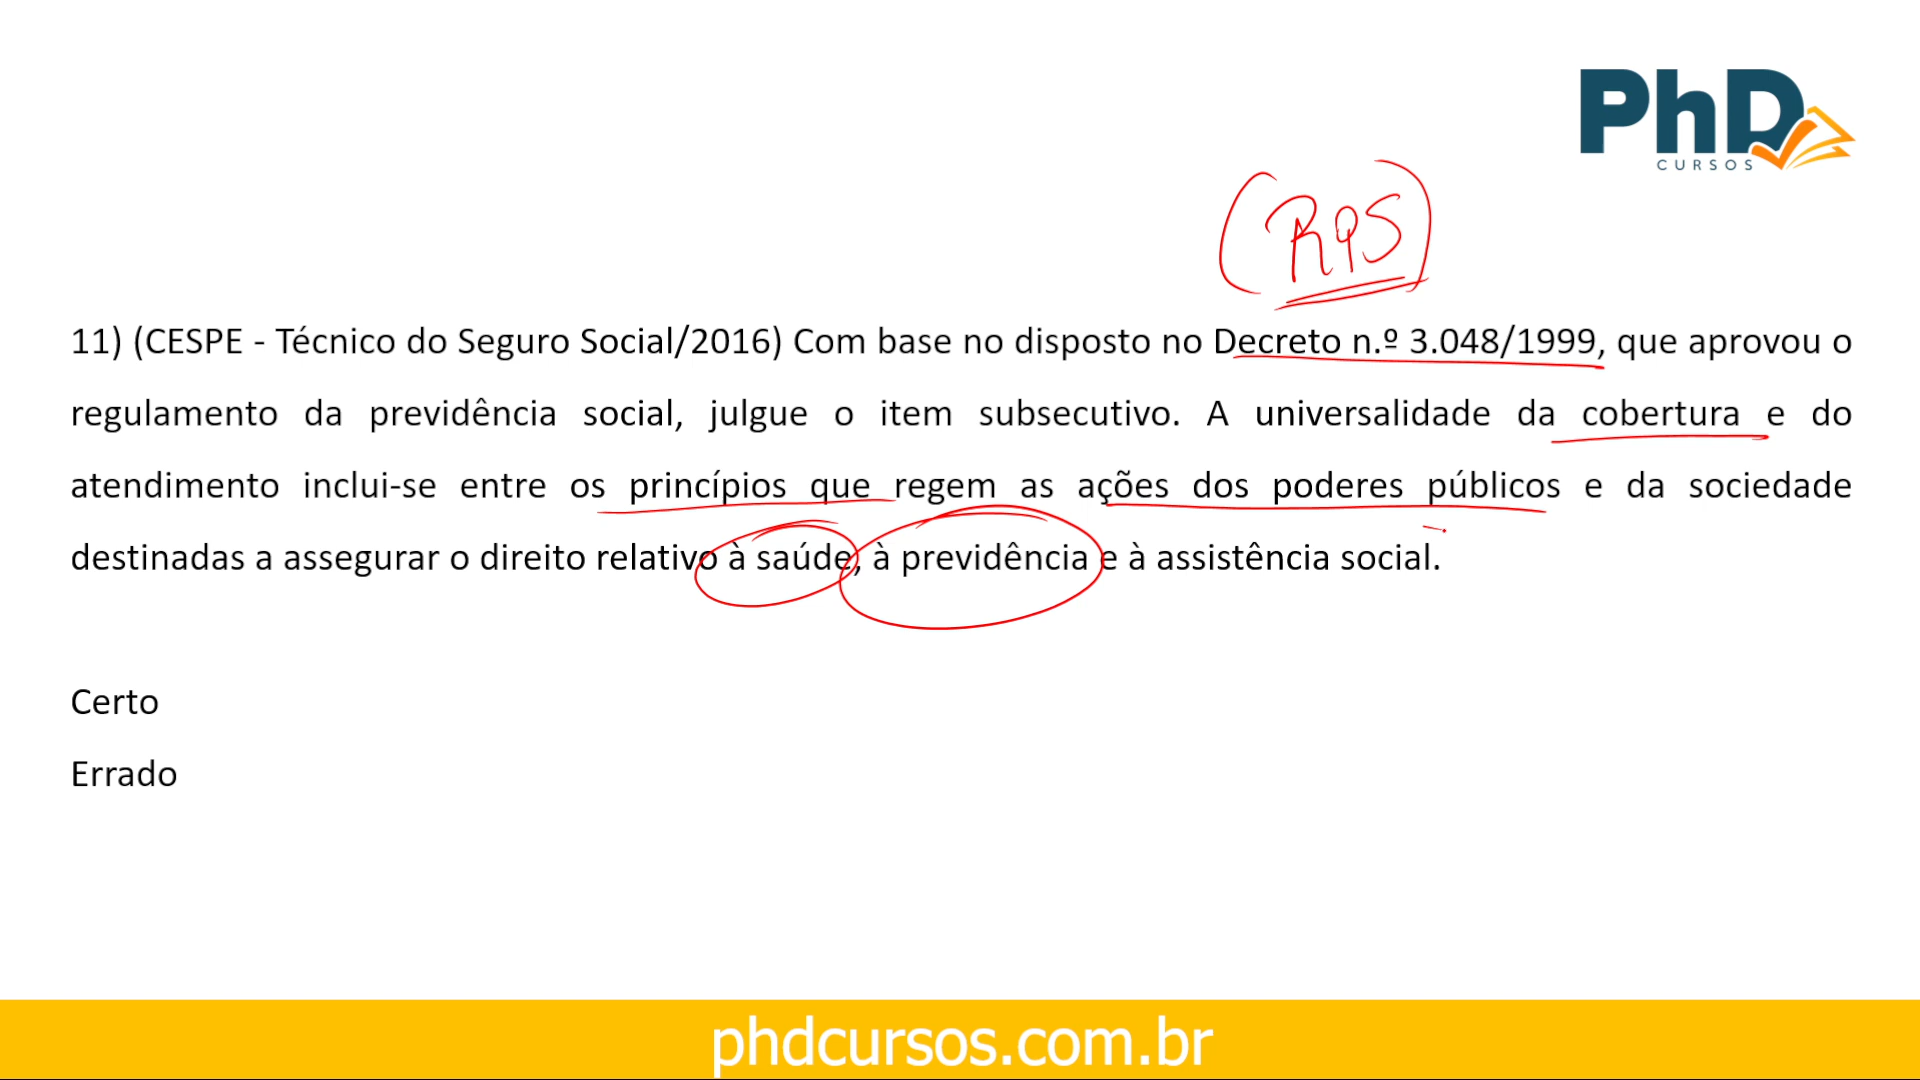 PhD
CURSOS
(RPS)
11) (CESPE - Técnico do Seguro Social/2016) Com base no disposto no Decreto n.º 3.048/1999, que aprovou o
regulamento da previdência social, julgue o item subsecutivo. A universalidade da cobertura e do
atendimento inclui-se entre os princípios que regem as ações dos poderes públicos e da sociedade
destinadas a assegurar o direito relativo à saúde, à previdência e à assistência social.
Certo
Errado
phdcursos.com.br